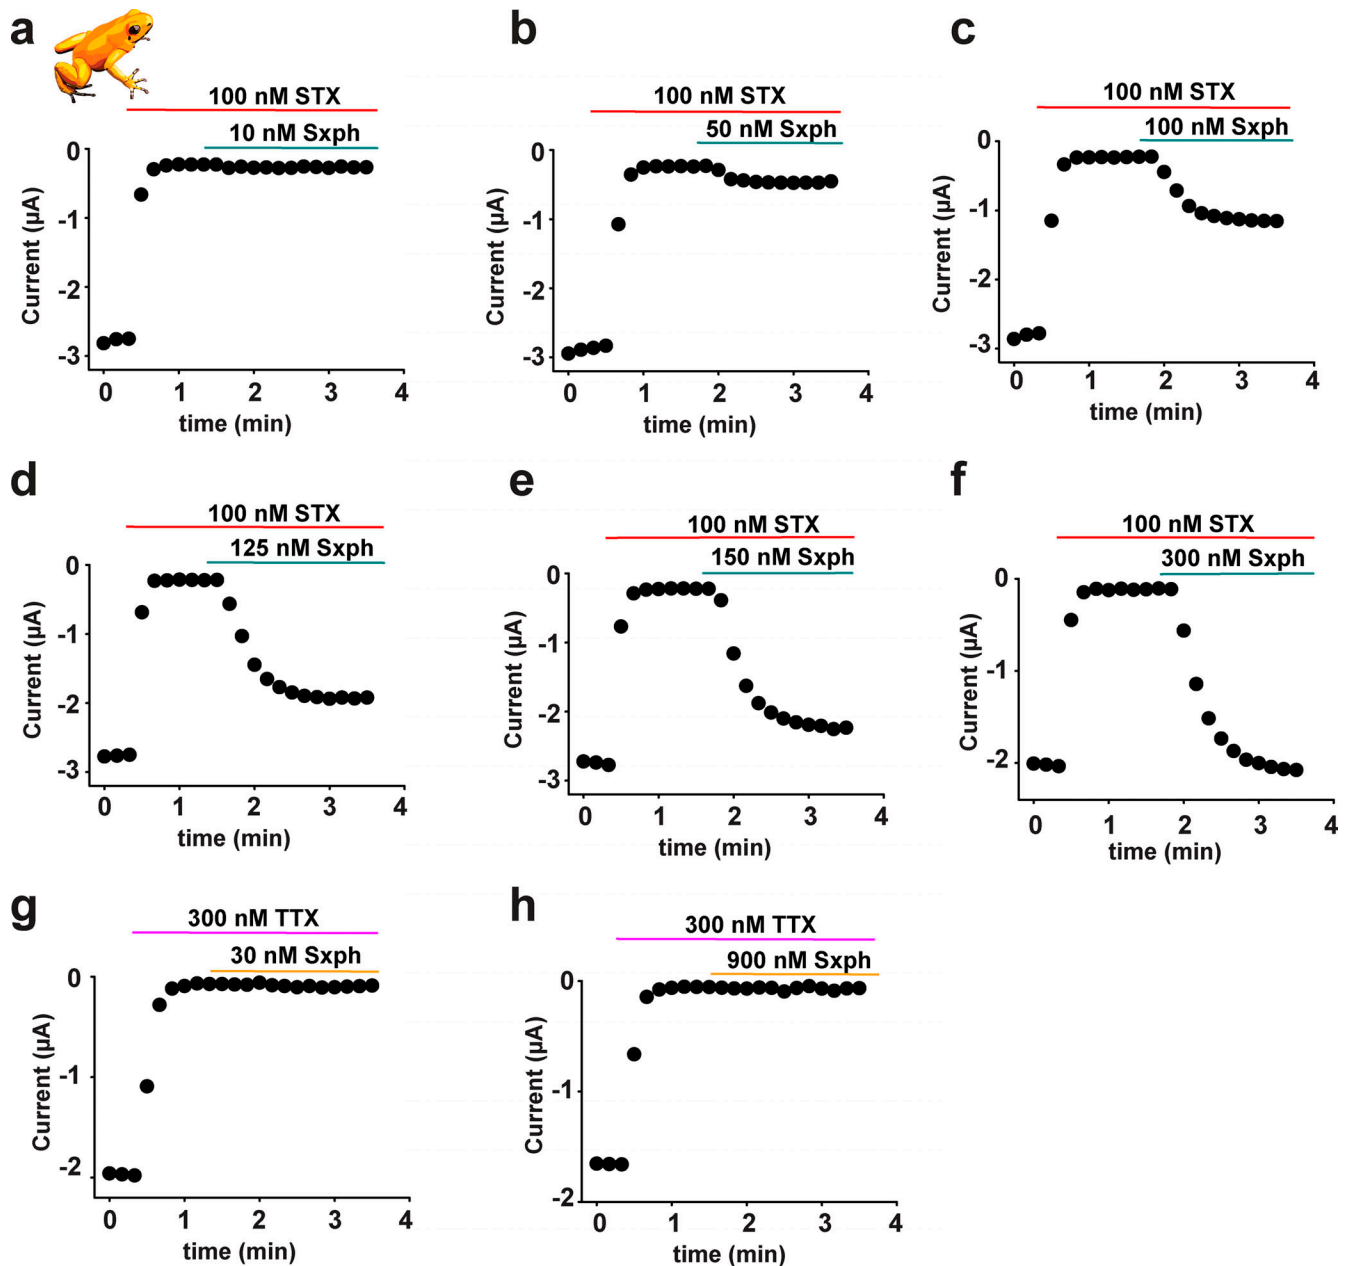 a
100 nM STX
10 nM Sxph
0
-1
-2
-3
Current (µA)
0 1 2 3 4
time (min)
b
100 nM STX
50 nM Sxph
0
-1
-2
-3
Current (µA)
0 1 2 3 4
time (min)
c
100 nM STX
100 nM Sxph
0
-1
-2
-3
Current (µA)
0 1 2 3 4
time (min)
d
100 nM STX
125 nM Sxph
0
-1
-2
-3
Current (µA)
0 1 2 3 4
time (min)
e
100 nM STX
150 nM Sxph
0
-1
-2
-3
Current (µA)
0 1 2 3 4
time (min)
f
100 nM STX
300 nM Sxph
0
-1
-2
Current (µA)
0 1 2 3 4
time (min)
g
300 nM TTX
30 nM Sxph
0
-1
-2
Current (µA)
0 1 2 3 4
time (min)
h
300 nM TTX
900 nM Sxph
0
-1
-2
Current (µA)
0 1 2 3 4
time (min)